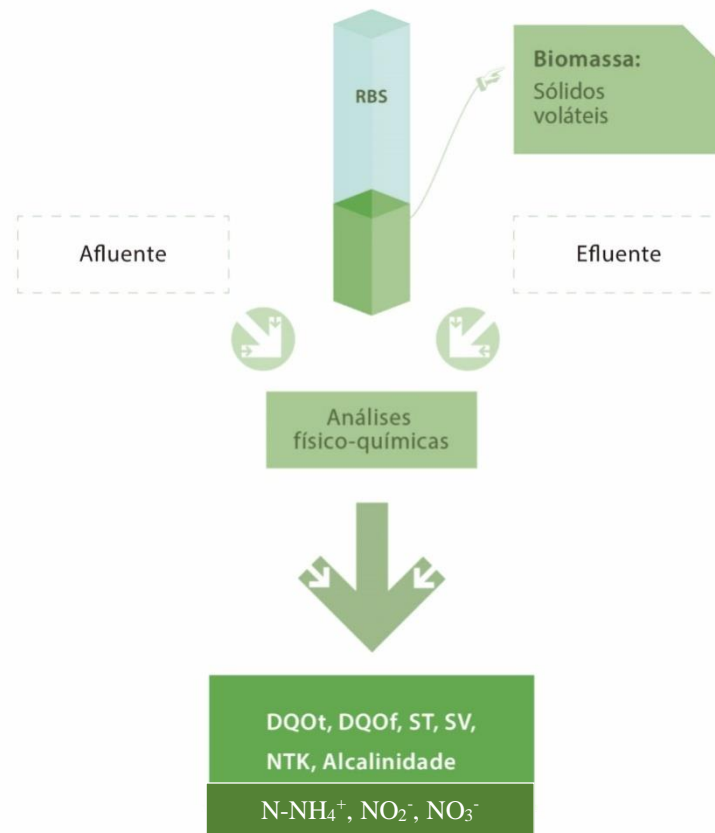 RBS
Biomassa:
Sólidos
voláteis
Afluente
Efluente
Análises
físico-químicas
DQOt, DQOf, ST, SV,
NTK, Alcalinidade
N-NH₄⁺, NO₂⁻, NO₃⁻